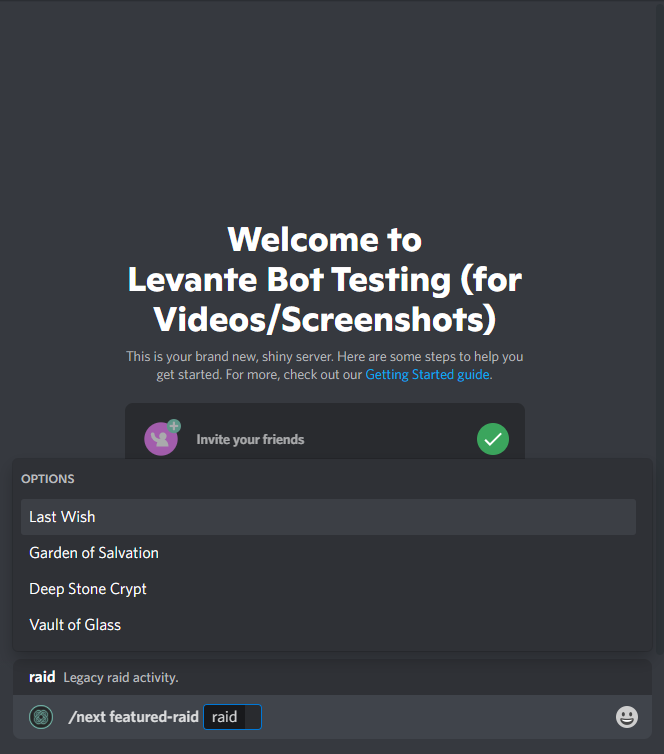 Welcome to
Levante Bot Testing (for
Videos/Screenshots)
This is your brand new, shiny server. Here are some steps to help you
get started. For more, check out our Getting Started guide.
Invite your friends
OPTIONS
Last Wish
Garden of Salvation
Deep Stone Crypt
Vault of Glass
raid Legacy raid activity.
/next featured-raid raid